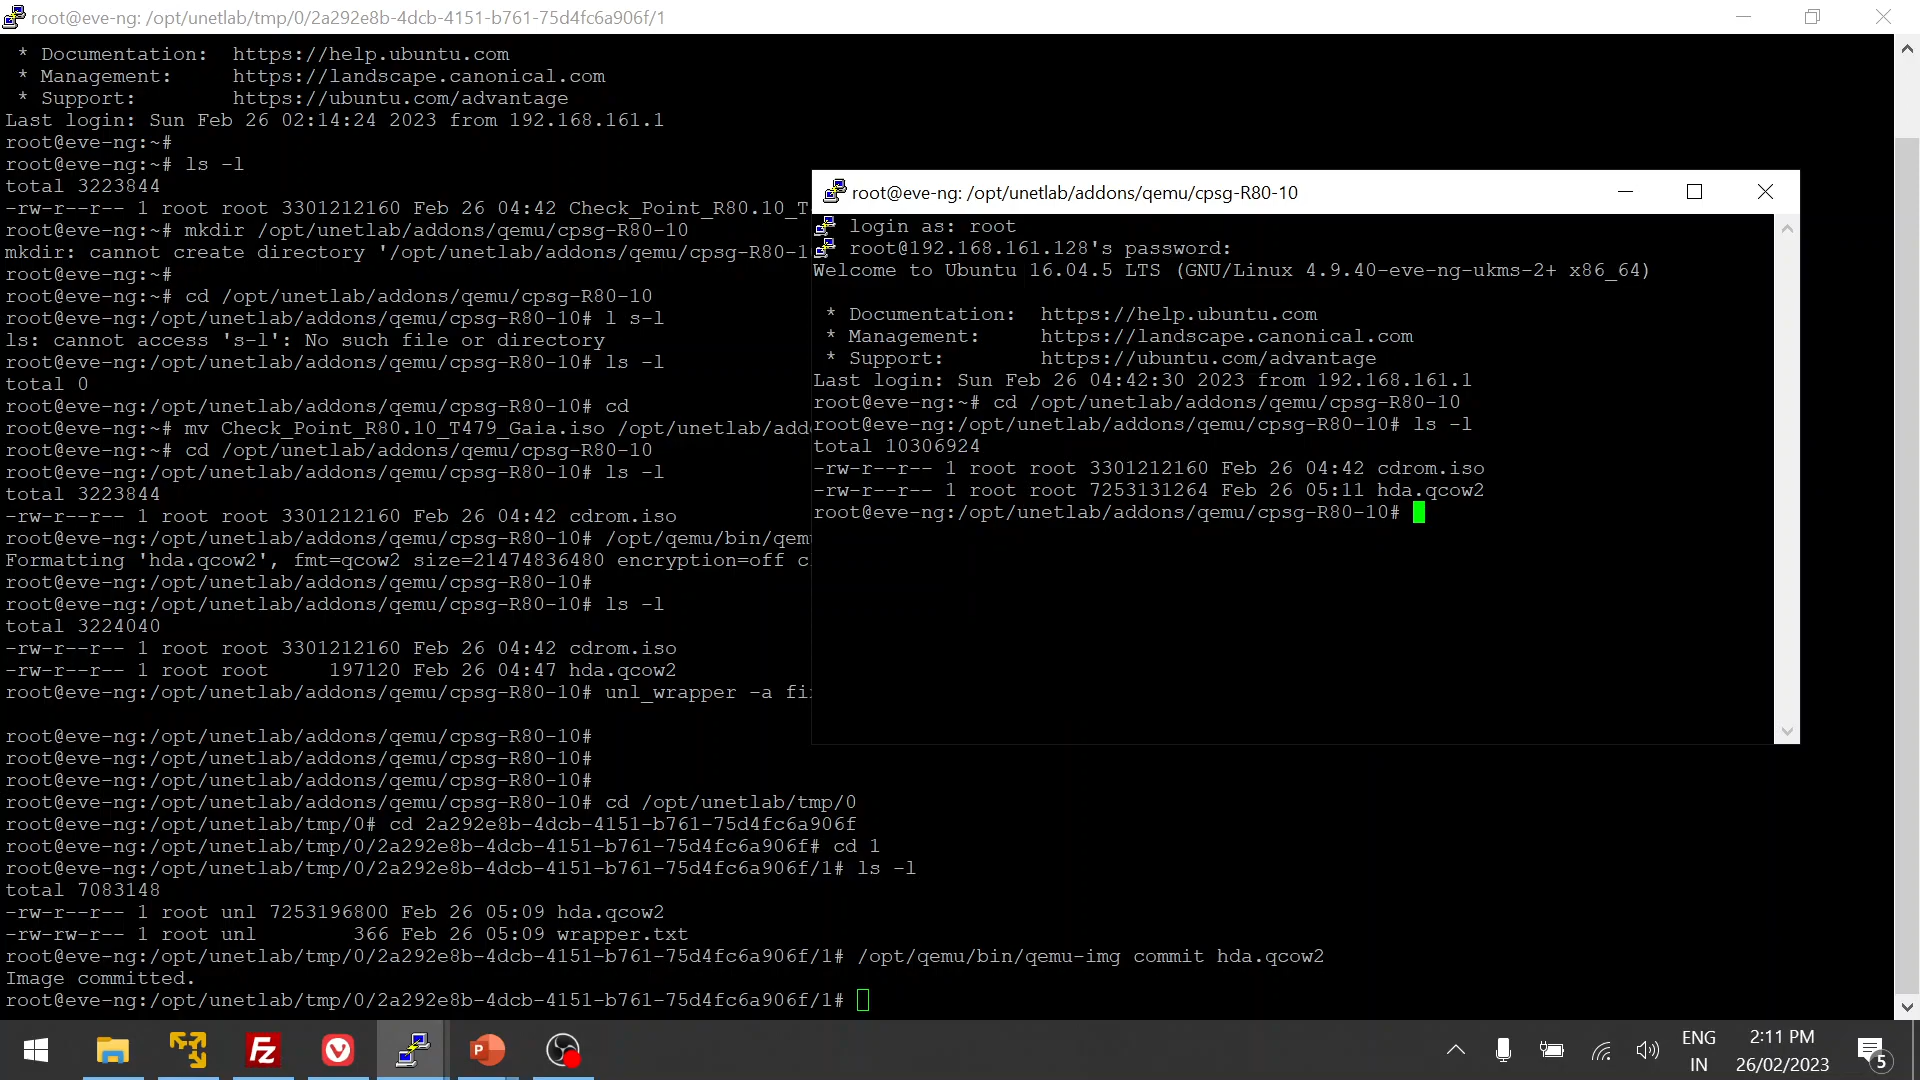 root@eve-ng: /opt/unetlab/tmp/0/2a292e8b-4dcb-4151-b761-75d4fc6a906f/1
* Documentation:  https://help.ubuntu.com
* Management:     https://landscape.canonical.com
* Support:        https://ubuntu.com/advantage
Last login: Sun Feb 26 02:14:24 2023 from 192.168.161.1
root@eve-ng:~#
root@eve-ng:~# ls -l
total 3223844
-rw-r--r-- 1 root root 3301212160 Feb 26 04:42 Check_Point_R80.10_T
root@eve-ng:~# mkdir /opt/unetlab/addons/qemu/cpsg-R80-10
mkdir: cannot create directory '/opt/unetlab/addons/qemu/cpsg-R80-1
root@eve-ng:~#
root@eve-ng:~# cd /opt/unetlab/addons/qemu/cpsg-R80-10
root@eve-ng:/opt/unetlab/addons/qemu/cpsg-R80-10# l s-l
ls: cannot access 's-l': No such file or directory
root@eve-ng:/opt/unetlab/addons/qemu/cpsg-R80-10# ls -l
total 0
root@eve-ng:/opt/unetlab/addons/qemu/cpsg-R80-10# cd
root@eve-ng:~# mv Check_Point_R80.10_T479_Gaia.iso /opt/unetlab/add
root@eve-ng:~# cd /opt/unetlab/addons/qemu/cpsg-R80-10
root@eve-ng:/opt/unetlab/addons/qemu/cpsg-R80-10# ls -l
total 3223844
-rw-r--r-- 1 root root 3301212160 Feb 26 04:42 cdrom.iso
root@eve-ng:/opt/unetlab/addons/qemu/cpsg-R80-10# /opt/qemu/bin/qem
Formatting 'hda.qcow2', fmt=qcow2 size=21474836480 encryption=off c
root@eve-ng:/opt/unetlab/addons/qemu/cpsg-R80-10#
root@eve-ng:/opt/unetlab/addons/qemu/cpsg-R80-10# ls -l
total 3224040
-rw-r--r-- 1 root root 3301212160 Feb 26 04:42 cdrom.iso
-rw-r--r-- 1 root root     197120 Feb 26 04:47 hda.qcow2
root@eve-ng:/opt/unetlab/addons/qemu/cpsg-R80-10# unl_wrapper -a fi
root@eve-ng:/opt/unetlab/addons/qemu/cpsg-R80-10#
root@eve-ng:/opt/unetlab/addons/qemu/cpsg-R80-10#
root@eve-ng:/opt/unetlab/addons/qemu/cpsg-R80-10#
root@eve-ng:/opt/unetlab/addons/qemu/cpsg-R80-10# cd /opt/unetlab/tmp/0
root@eve-ng:/opt/unetlab/tmp/0# cd 2a292e8b-4dcb-4151-b761-75d4fc6a906f
root@eve-ng:/opt/unetlab/tmp/0/2a292e8b-4dcb-4151-b761-75d4fc6a906f# cd 1
root@eve-ng:/opt/unetlab/tmp/0/2a292e8b-4dcb-4151-b761-75d4fc6a906f/1# ls -l
total 7083148
-rw-r--r-- 1 root unl 7253196800 Feb 26 05:09 hda.qcow2
-rw-rw-r-- 1 root unl        366 Feb 26 05:09 wrapper.txt
root@eve-ng:/opt/unetlab/tmp/0/2a292e8b-4dcb-4151-b761-75d4fc6a906f/1# /opt/qemu/bin/qemu-img commit hda.qcow2
Image committed.
root@eve-ng:/opt/unetlab/tmp/0/2a292e8b-4dcb-4151-b761-75d4fc6a906f/1#
root@eve-ng: /opt/unetlab/addons/qemu/cpsg-R80-10
login as: root
root@192.168.161.128's password:
Welcome to Ubuntu 16.04.5 LTS (GNU/Linux 4.9.40-eve-ng-ukms-2+ x86_64)
* Documentation:  https://help.ubuntu.com
* Management:     https://landscape.canonical.com
* Support:        https://ubuntu.com/advantage
Last login: Sun Feb 26 04:42:30 2023 from 192.168.161.1
root@eve-ng:~# cd /opt/unetlab/addons/qemu/cpsg-R80-10
root@eve-ng:/opt/unetlab/addons/qemu/cpsg-R80-10# ls -l
total 10306924
-rw-r--r-- 1 root root 3301212160 Feb 26 04:42 cdrom.iso
-rw-r--r-- 1 root root 7253131264 Feb 26 05:11 hda.qcow2
root@eve-ng:/opt/unetlab/addons/qemu/cpsg-R80-10#
Fz
P
ENG
IN
2:11 PM
26/02/2023
5